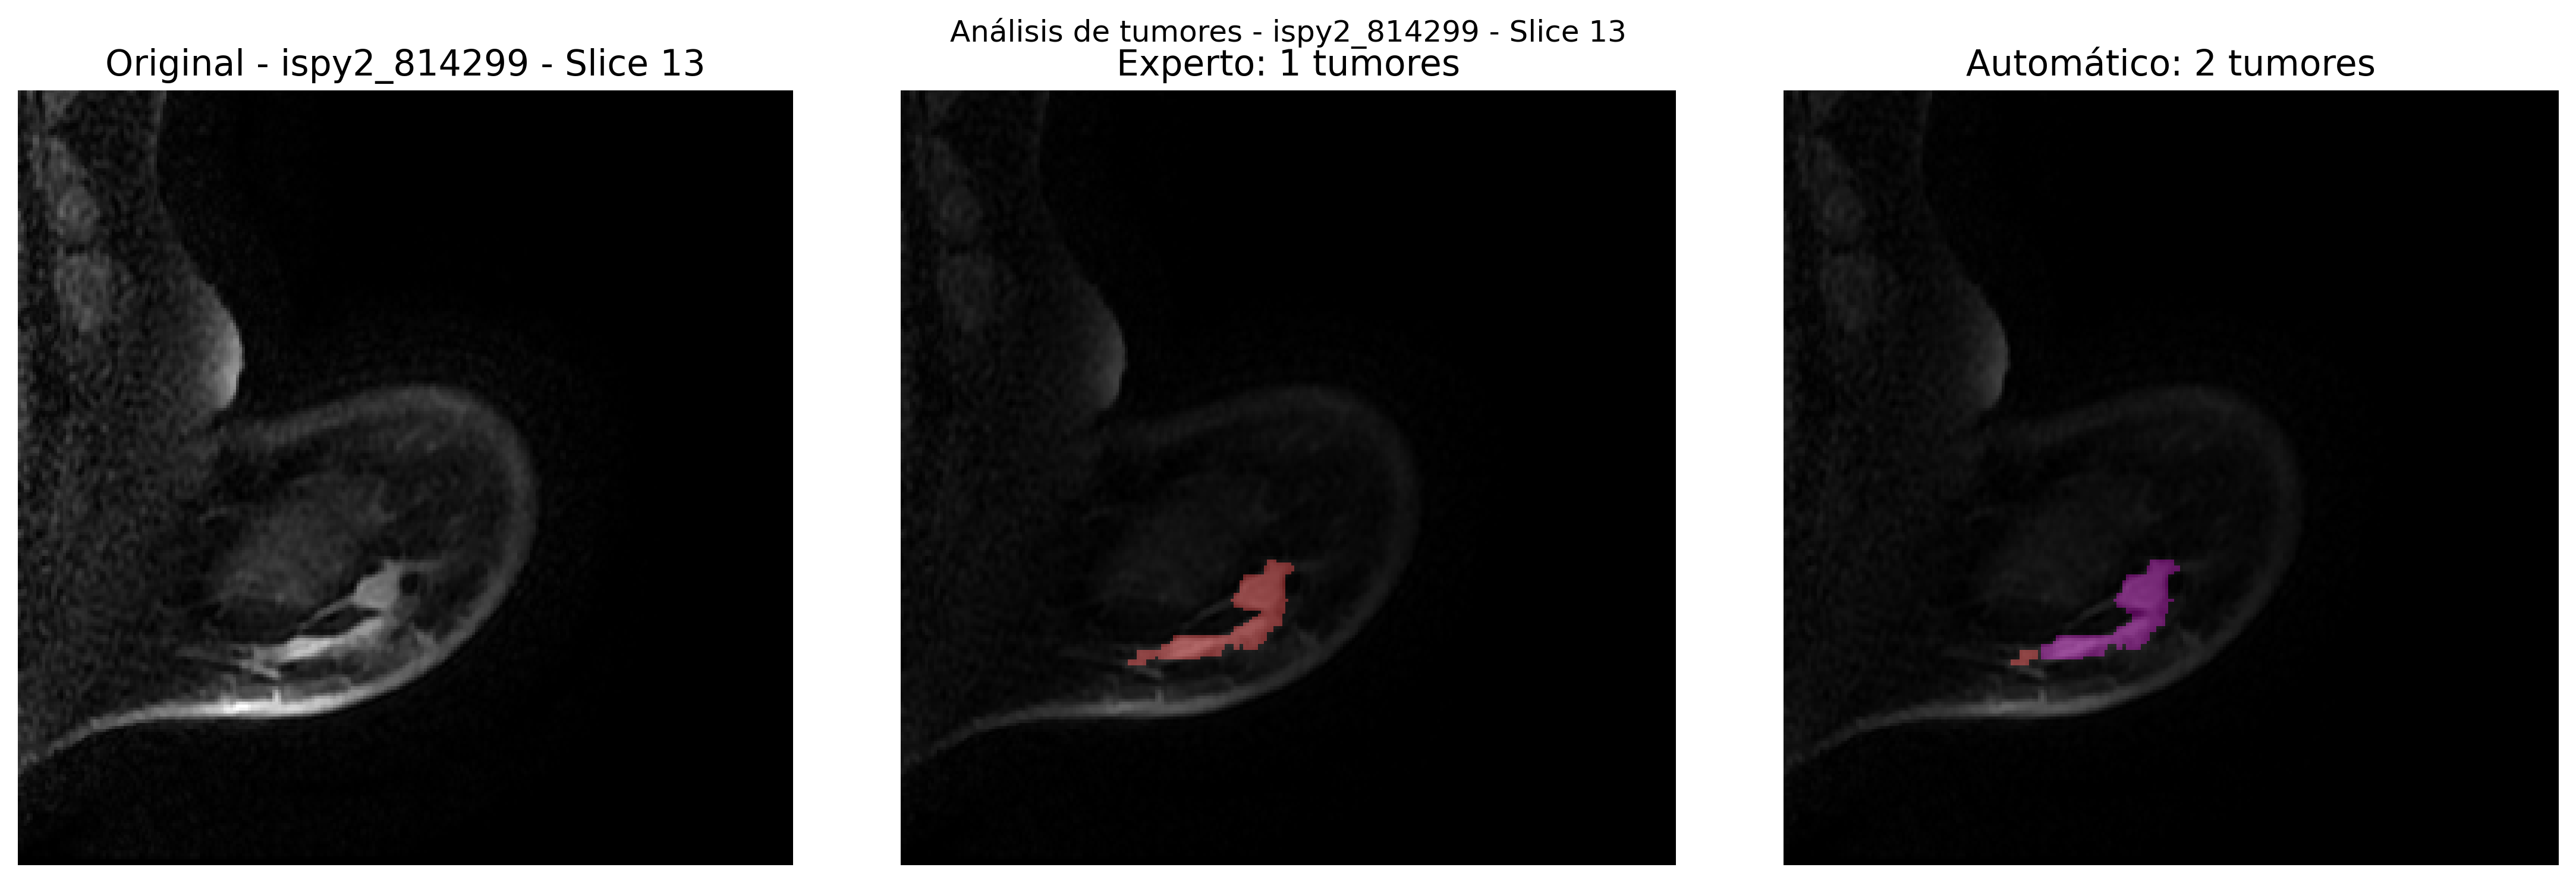 Análisis de tumores - ispy2_814299 - Slice 13
Original - ispy2_814299 - Slice 13
Experto: 1 tumores
Automático: 2 tumores